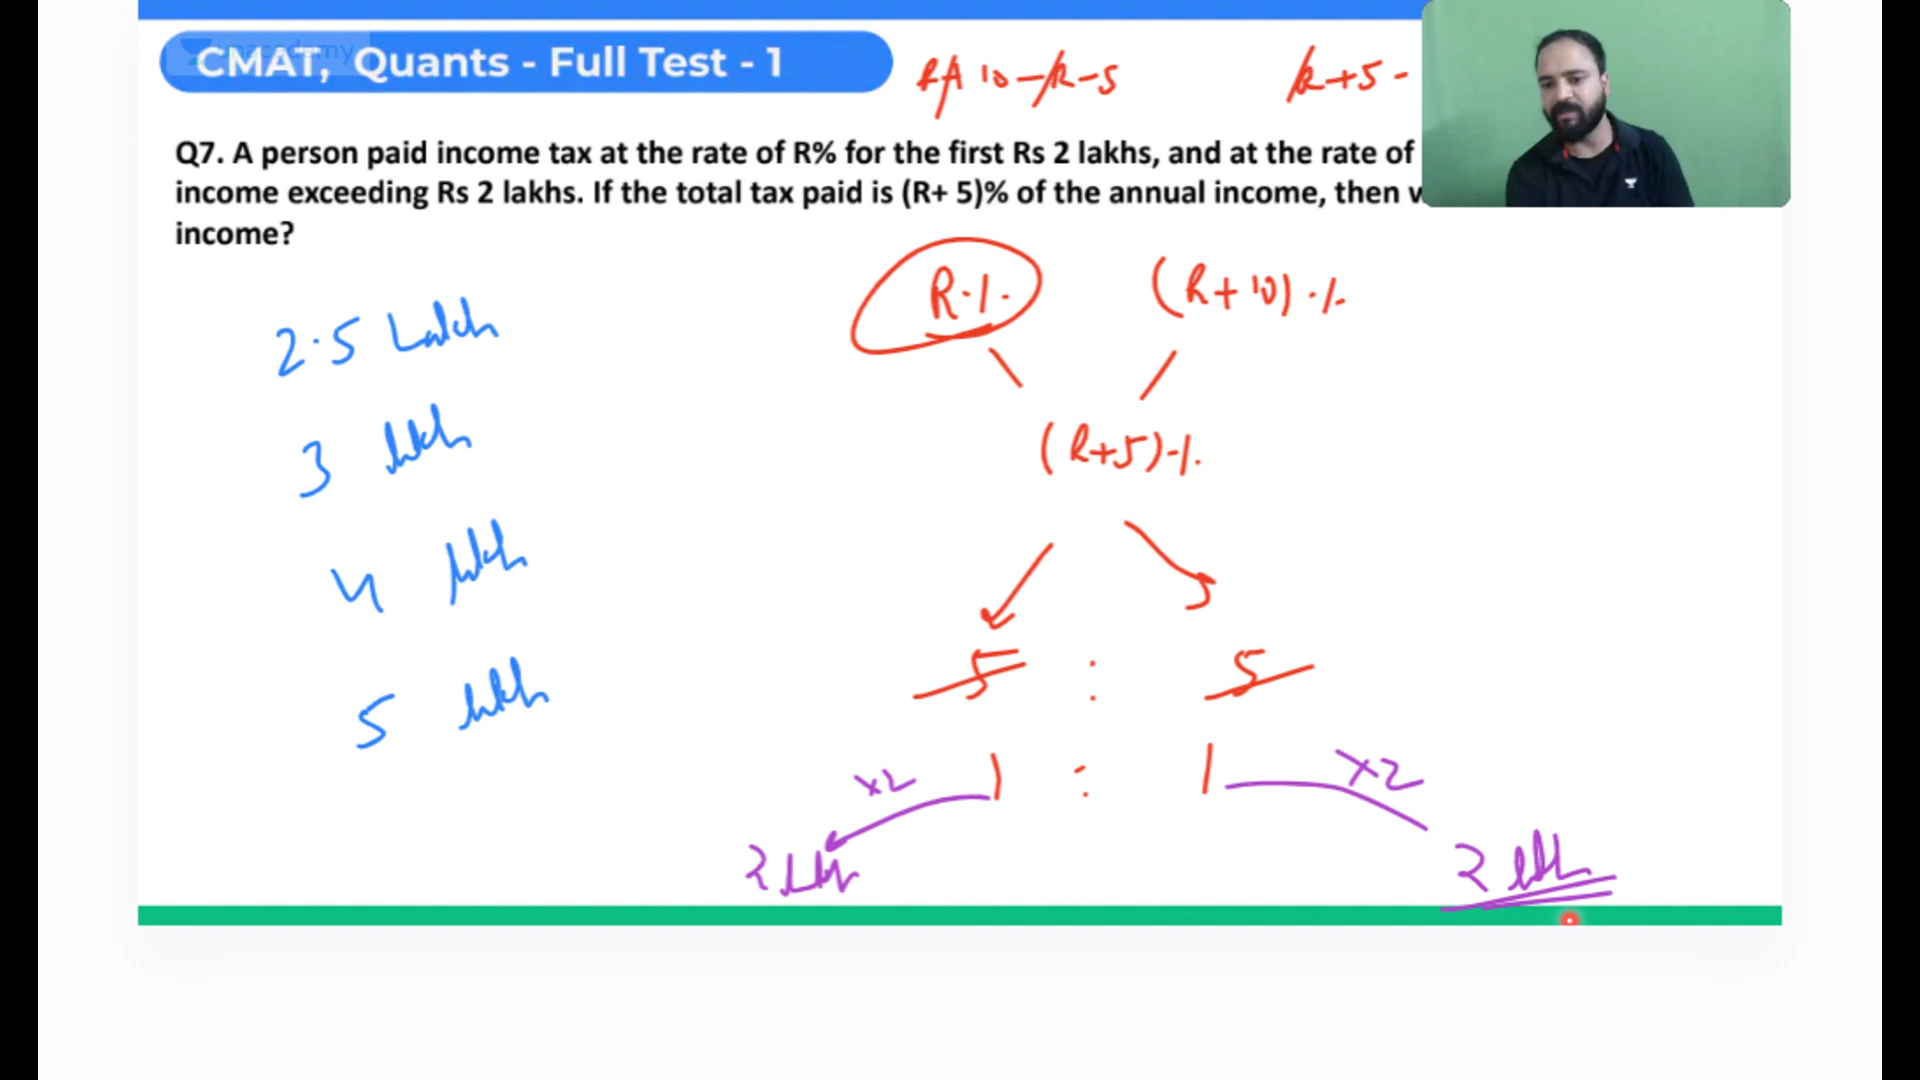 CMAT, Quants - Full Test - 1
10 - R - 5
R + 5 -
Q7. A person paid income tax at the rate of R% for the first Rs 2 lakhs, and at the rate of
income exceeding Rs 2 lakhs. If the total tax paid is (R+ 5)% of the annual income, then
income?
R.%.
(R+10).%.
2.5 Lakh
(R+5).%.
3 lakh
4 lakh
5 : 5
5 lakh
x2 1 : 1 x2
2 lakh
2 lakh